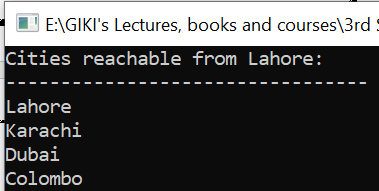 E:\GIKI's Lectures, books and courses\3rd
Cities reachable from Lahore:
---------------------------------
Lahore
Karachi
Dubai
Colombo